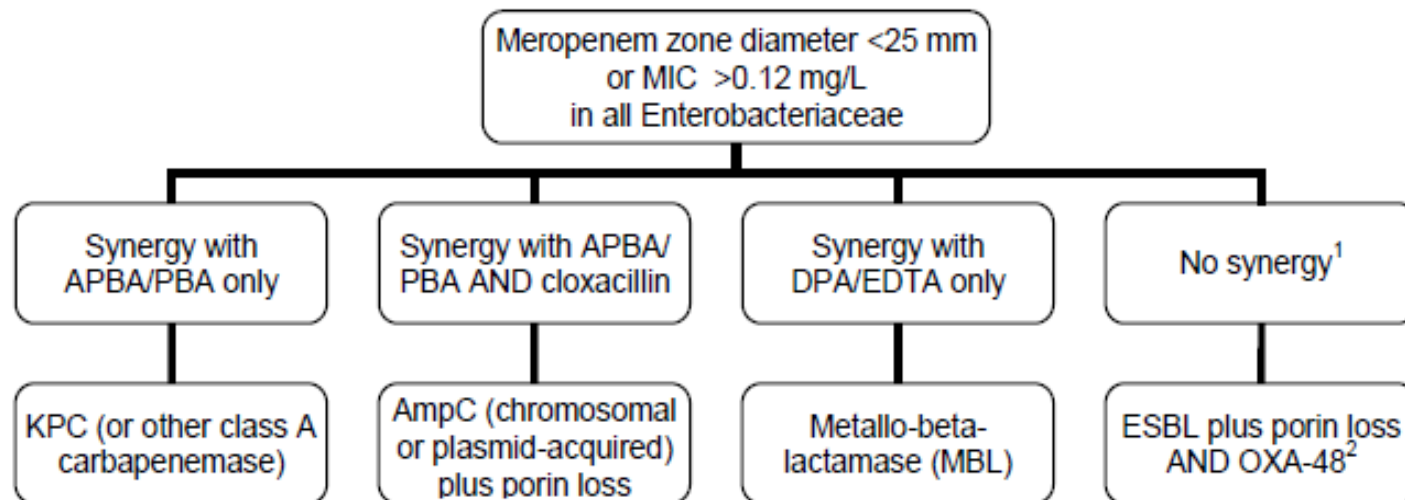 Meropenem zone diameter <25 mm
or MIC  >0.12 mg/L
in all Enterobacteriaceae
Synergy with
APBA/PBA only
Synergy with APBA/
PBA AND cloxacillin
Synergy with
DPA/EDTA only
No synergy¹
KPC (or other class A
carbapenemase)
AmpC (chromosomal
or plasmid-acquired)
plus porin loss
Metallo-beta-
lactamase (MBL)
ESBL plus porin loss
AND OXA-48²